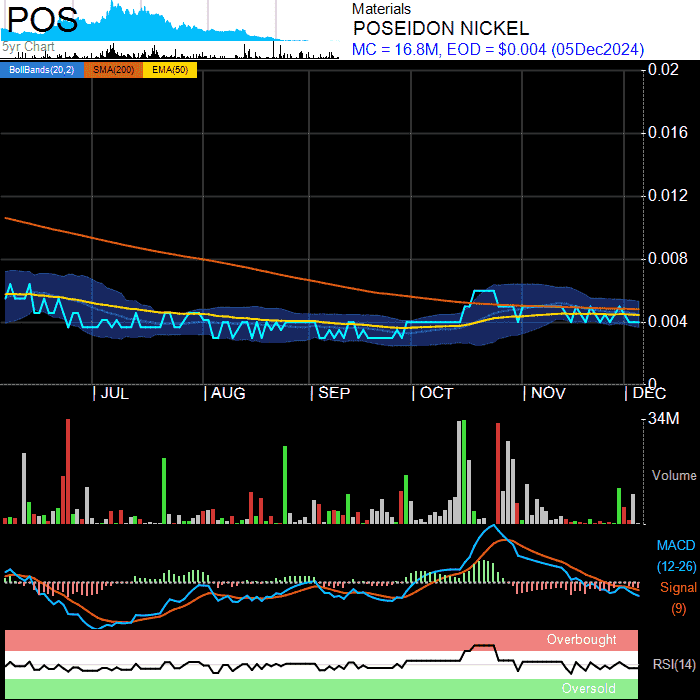 POS
5yr Chart
Materials
POSEIDON NICKEL
MC = 16.8M, EOD = $0.004 (05Dec2024)
BollBands(20,2) SMA(200) EMA(50)
0.02
0.016
0.012
0.008
0.004
0
JUL AUG SEP OCT NOV DEC
34M
Volume
MACD
(12-26)
Signal
(9)
Overbought
RSI(14)
Oversold